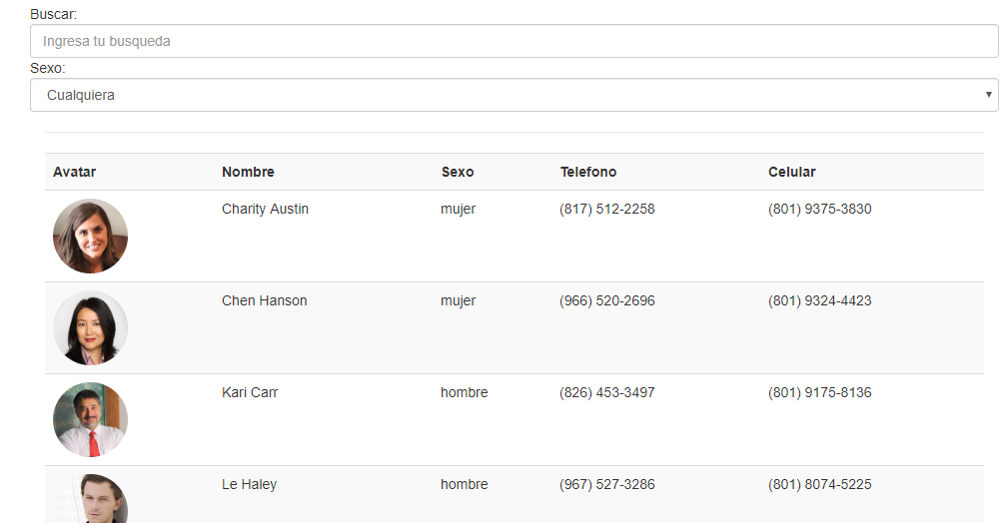 Buscar:
Ingresa tu busqueda
Sexo:
Cualquiera
Avatar Nombre Sexo Telefono Celular
Charity Austin mujer (817) 512-2258 (801) 9375-3830
Chen Hanson mujer (966) 520-2696 (801) 9324-4423
Kari Carr hombre (826) 453-3497 (801) 9175-8136
Le Haley hombre (967) 527-3286 (801) 8074-5225